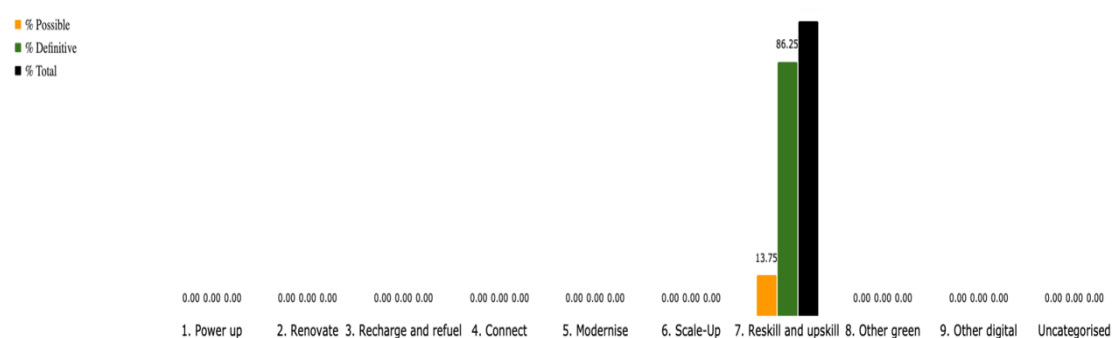 % Possible
% Definitive
% Total
86.25
13.75
0.00 0.00 0.00 0.00 0.00 0.00 0.00 0.00 0.00 0.00 0.00 0.00 0.00 0.00 0.00 0.00 0.00 0.00 0.00 0.00 0.00 0.00 0.00 0.00 0.00 0.00 0.00
1. Power up 2. Renovate 3. Recharge and refuel 4. Connect 5. Modernise 6. Scale-Up 7. Reskill and upskill 8. Other green 9. Other digital Uncategorised